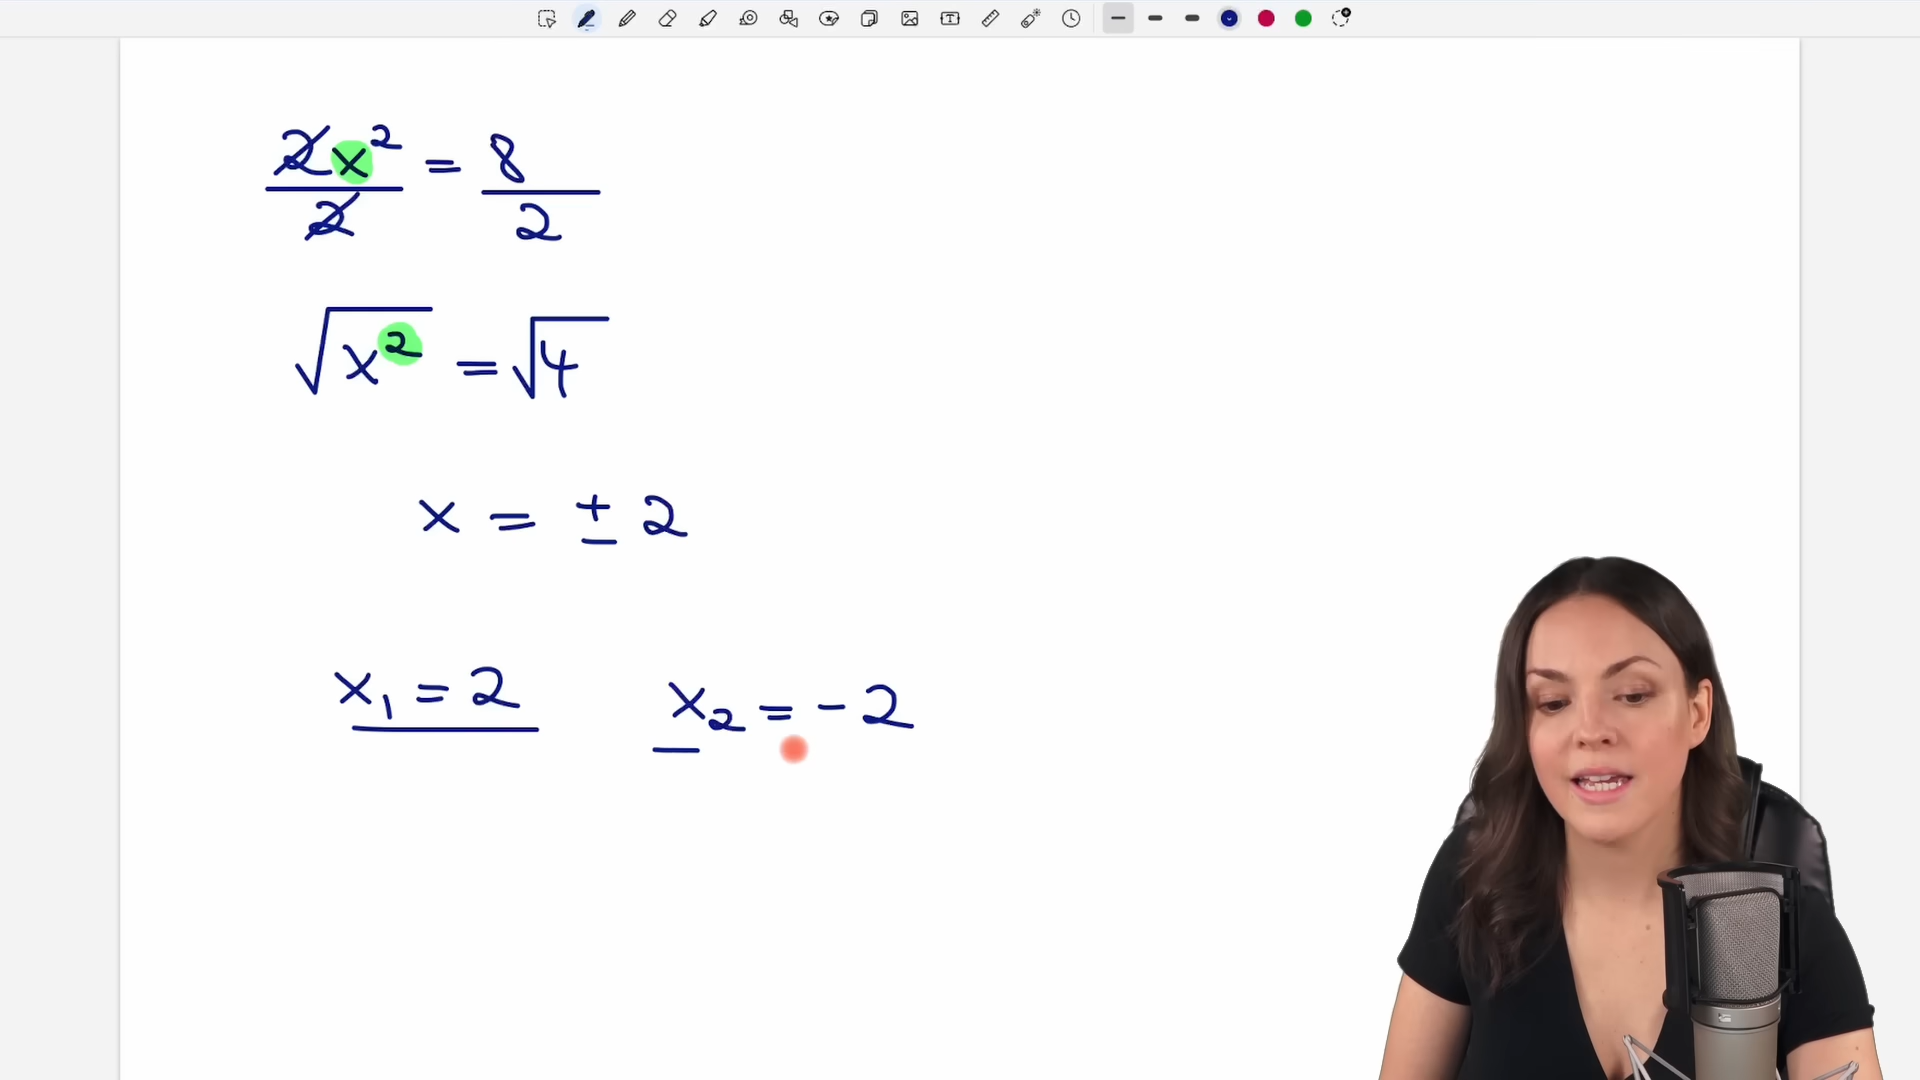 2x² = 8
2 2
√x² = √4
x = ± 2
x₁ = 2 x₂ = -2